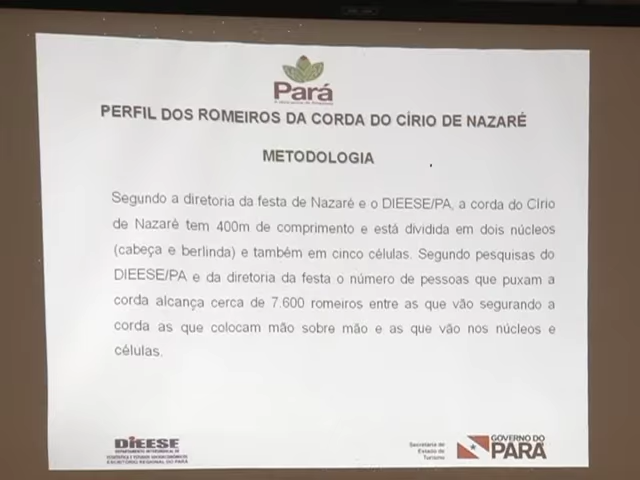 Pará
PERFIL DOS ROMEIROS DA CORDA DO CÍRIO DE NAZARÉ
METODOLOGIA
Segundo a diretoria da festa de Nazaré e o DIEESE/PA, a corda do Círio
de Nazaré tem 400m de comprimento e está dividida em dois núcleos
(cabeça e berlinda) e também em cinco células. Segundo pesquisas do
DIEESE/PA e da diretoria da festa o número de pessoas que puxam a
corda alcança cerca de 7.600 romeiros entre as que vão segurando a
corda as que colocam mão sobre mão e as que vão nos núcleos e
células.
DIEESE
DEPARTAMENTO INTERSINDICAL DE
ESTATÍSTICA E ESTUDOS SOCIOECONÔMICOS
ESCRITÓRIO REGIONAL DO PARÁ
Secretaria de
Estado de
Turismo
GOVERNO DO
PARÁ